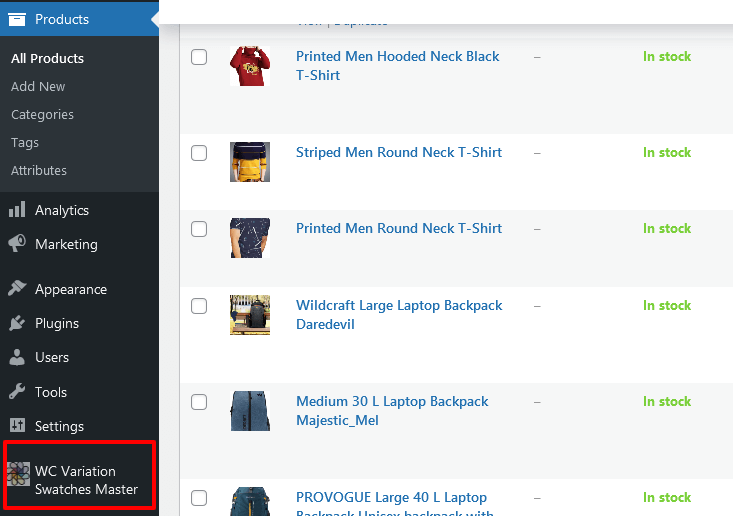 Products
All Products
Add New
Categories
Tags
Attributes
Analytics
Marketing
Appearance
Plugins
Users
Tools
Settings
WC Variation
Swatches Master
View | Duplicate
Printed Men Hooded Neck Black
T-Shirt
–
In stock
Striped Men Round Neck T-Shirt
–
In stock
Printed Men Round Neck T-Shirt
–
In stock
Wildcraft Large Laptop Backpack
Daredevil
–
In stock
Medium 30 L Laptop Backpack
Majestic_Mel
–
In stock
PROVOGUE Large 40 L Laptop
Backpack Unisex backpack with
–
In stock